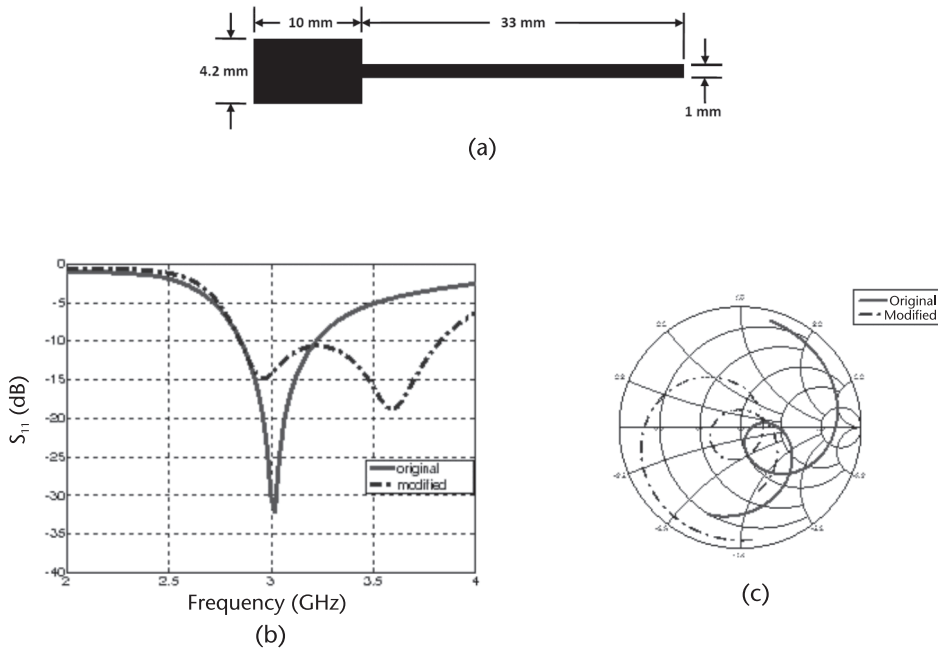 10 mm
33 mm
4.2 mm
1 mm
(a)
0
-5
-10
-15
-20
-25
-30
-35
-40
S11 (dB)
original
modified
2
2.5
3
3.5
4
Frequency (GHz)
(b)
Original
Modified
(c)